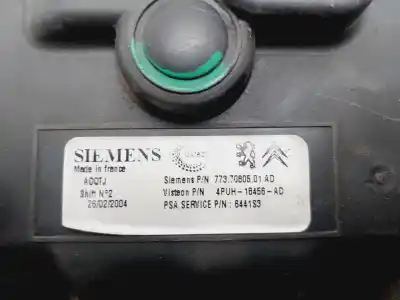 SIEMENS
Made in france
AOOTJ
Shift N°2
26/02/2004
Siemens P/N 773.70805.01 AD
Visteon P/N 4PUH-18456-AD
PSA SERVICE P/N: 6441S3